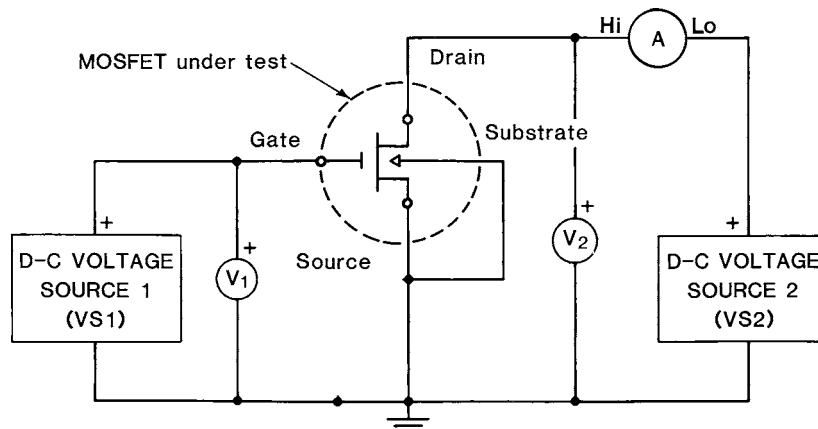 MOSFET under test
Drain
Hi
A
Lo
Gate
Substrate
+
+
+
+
D-C VOLTAGE
SOURCE 1
(VS1)
V1
Source
V2
D-C VOLTAGE
SOURCE 2
(VS2)